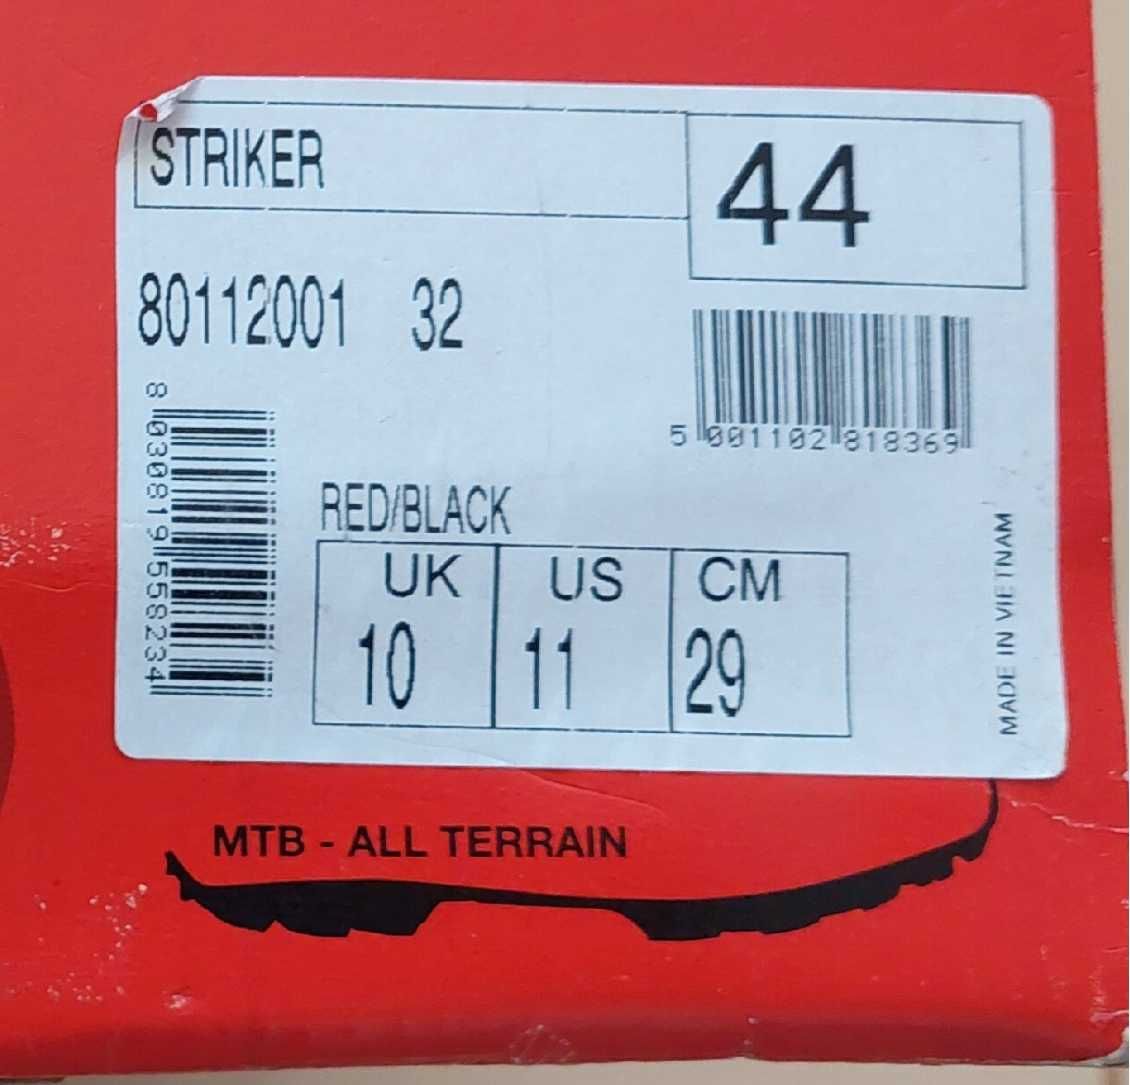 STRIKER
44
80112001 32
5 001102 818369
8 030819 558234
RED/BLACK
UK US CM
10 11 29
MADE IN VIETNAM
MTB - ALL TERRAIN